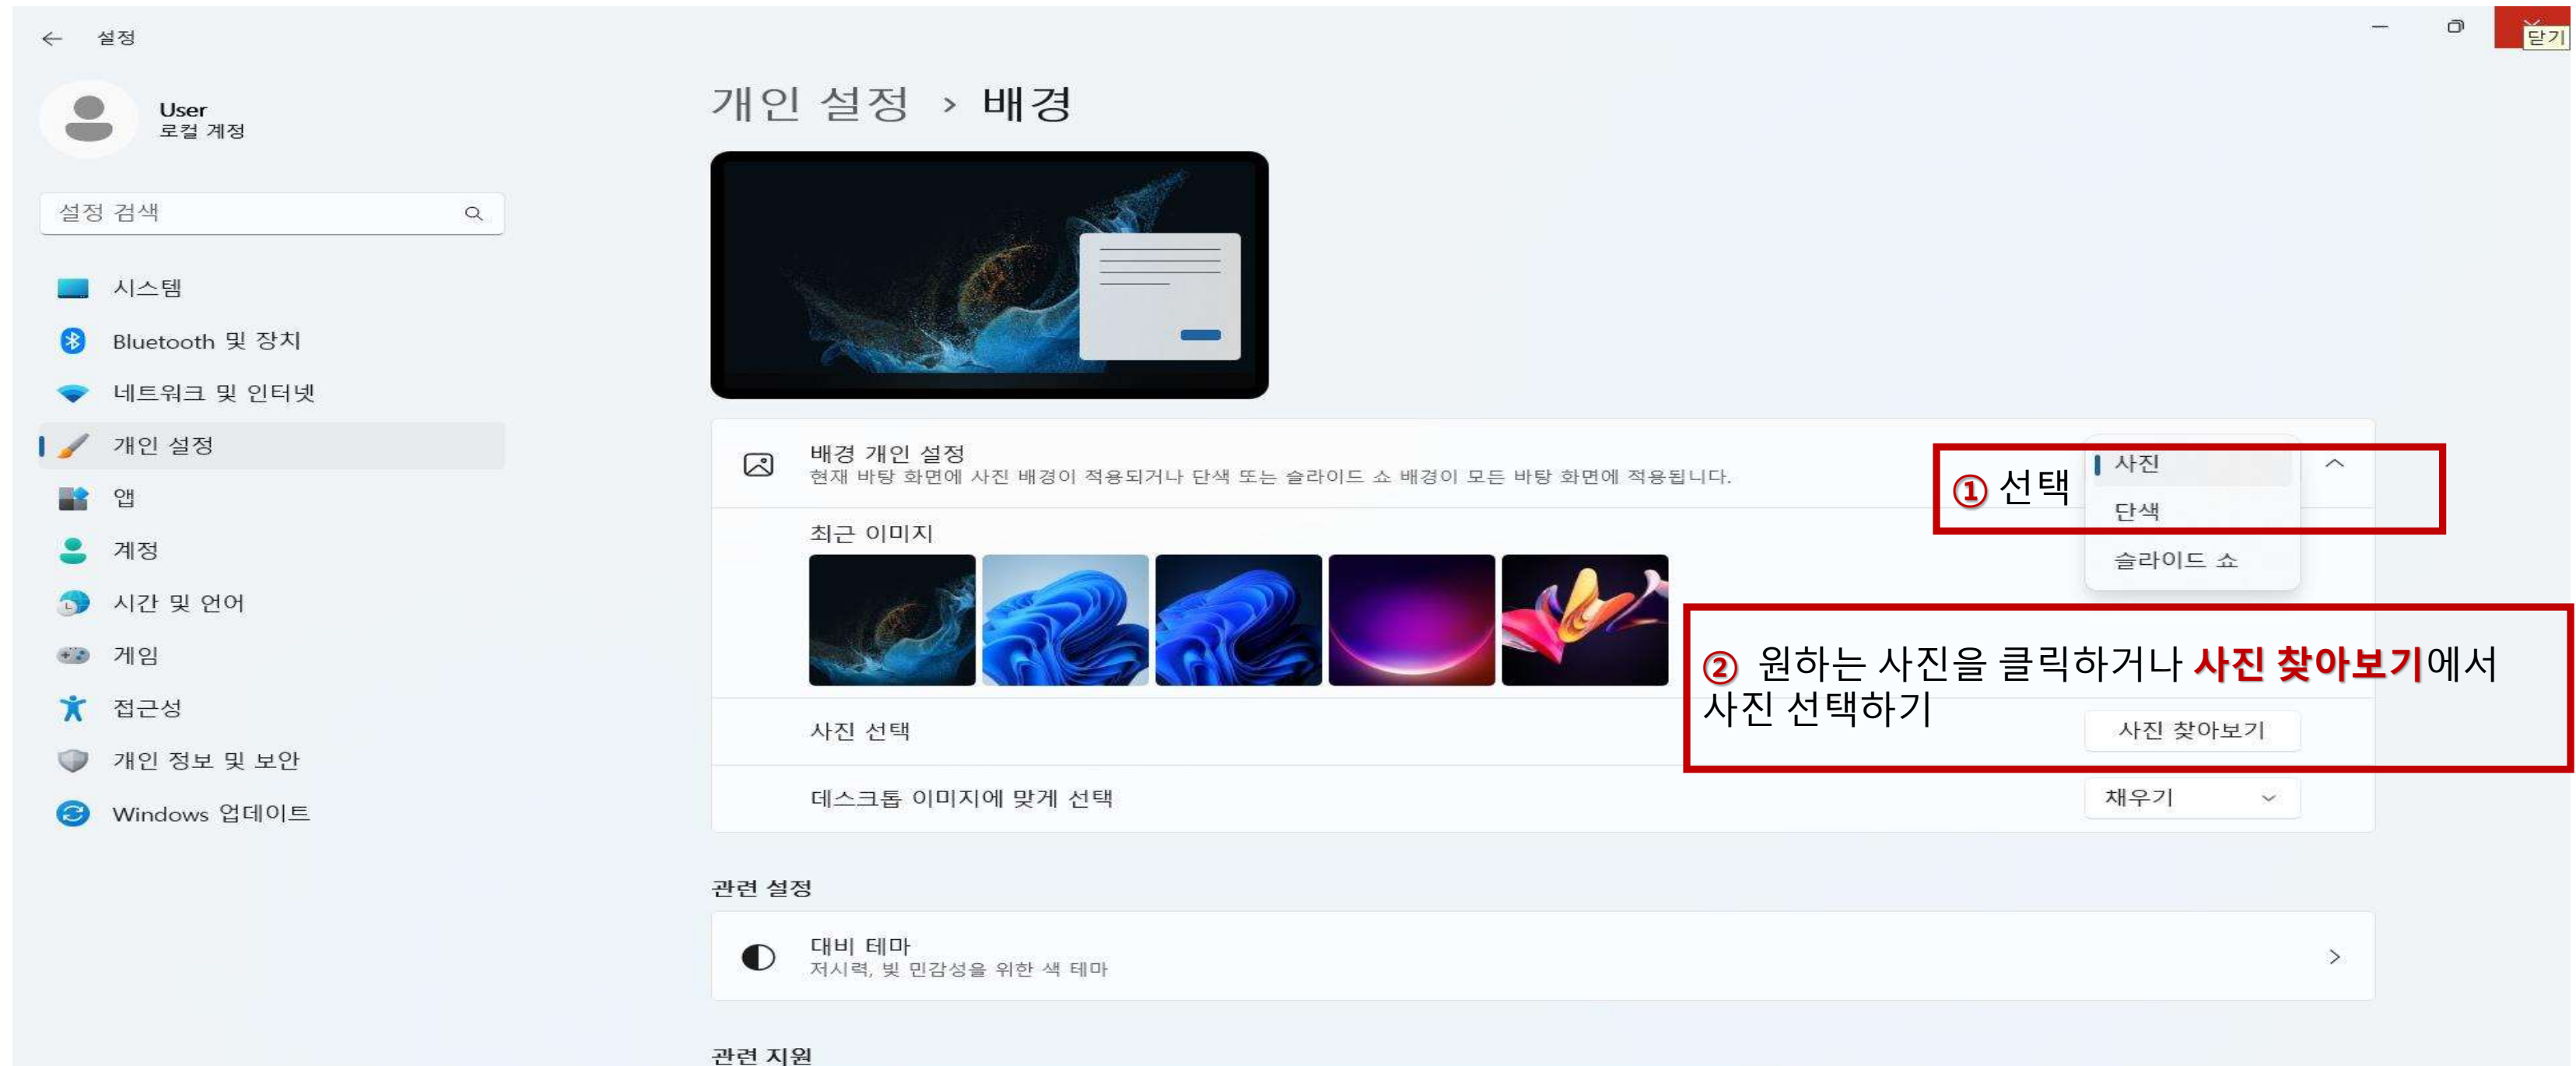 설정
닫기
User
로컬 계정
설정 검색
시스템
Bluetooth 및 장치
네트워크 및 인터넷
개인 설정
앱
계정
시간 및 언어
게임
접근성
개인 정보 및 보안
Windows 업데이트
개인 설정 > 배경
배경 개인 설정
현재 바탕 화면에 사진 배경이 적용되거나 단색 또는 슬라이드 쇼 배경이 모든 바탕 화면에 적용됩니다.
① 선택
사진
단색
슬라이드 쇼
최근 이미지
② 원하는 사진을 클릭하거나 사진 찾아보기에서
사진 선택하기
사진 선택
사진 찾아보기
데스크톱 이미지에 맞게 선택
채우기
관련 설정
대비 테마
저시력, 빛 민감성을 위한 색 테마
관련 지원